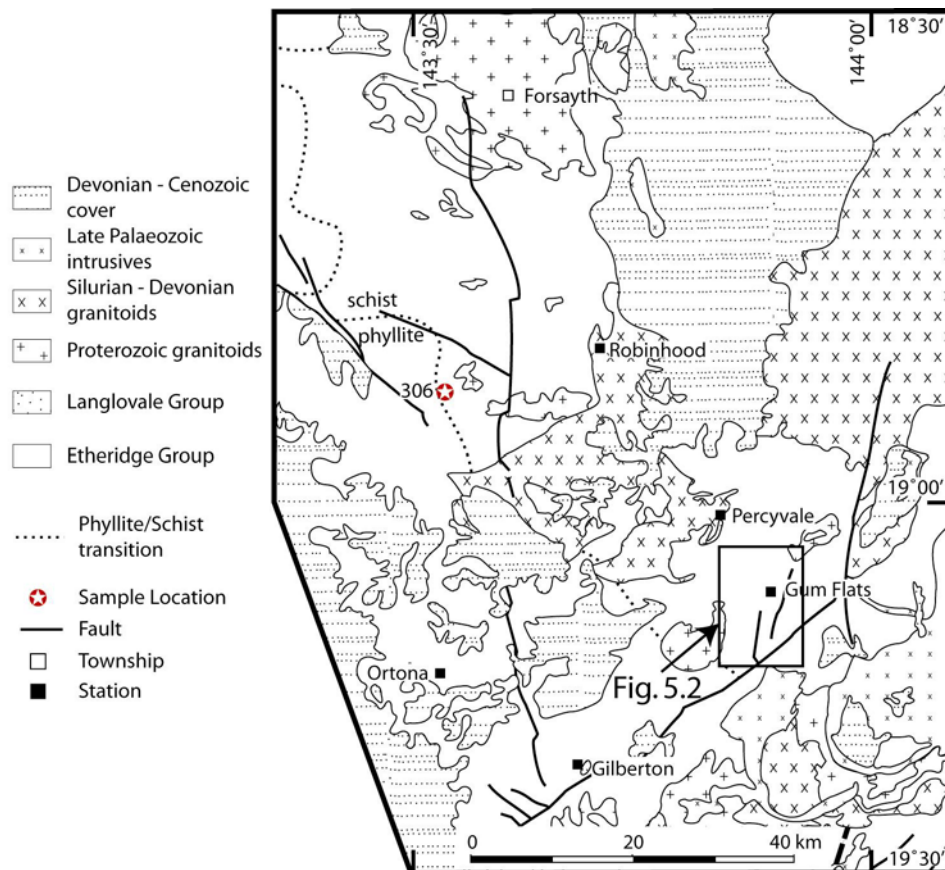 143°30'
144°00'
18°30'
Forsayth
Devonian - Cenozoic
cover
Late Palaeozoic
intrusives
Silurian - Devonian
granitoids
Proterozoic granitoids
Langlovale Group
Etheridge Group
Phyllite/Schist
transition
Sample Location
Fault
Township
Station
schist
phyllite
Robinhood
306
19°00'
Percyvale
Gum Flats
Ortona
Fig. 5.2
Gilberton
0 20 40 km
19°30'